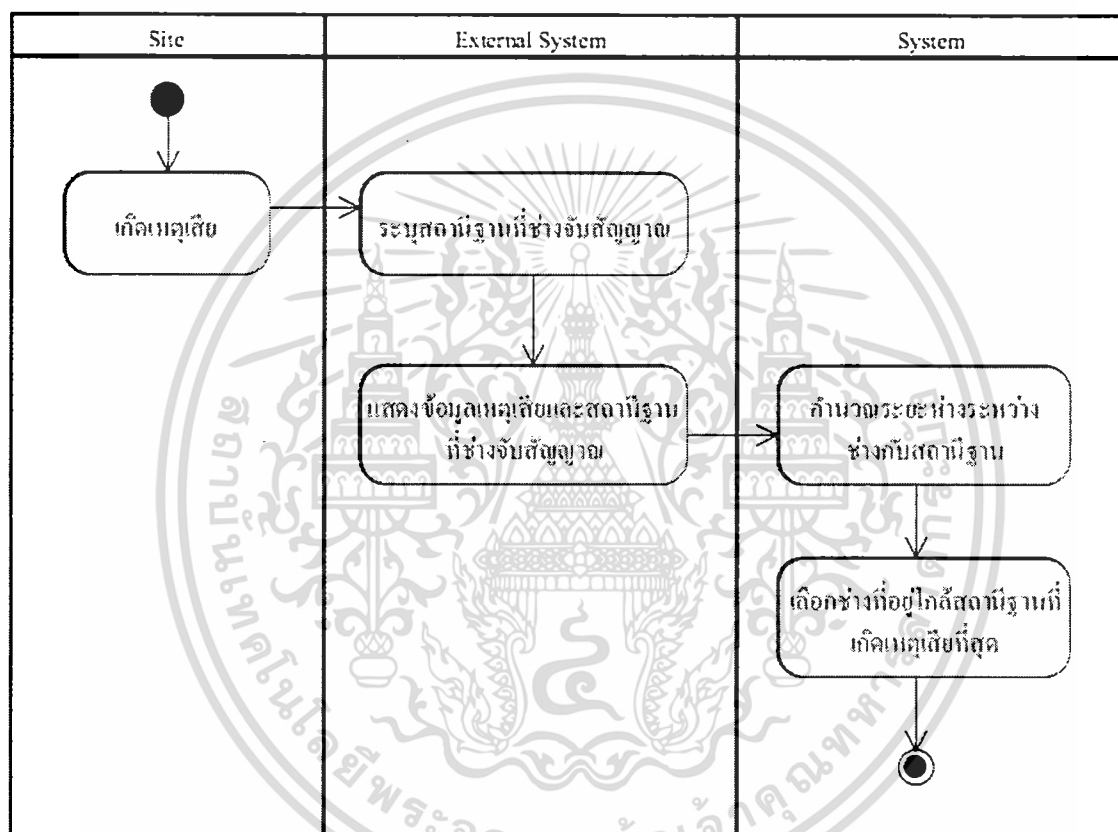 Site
External System
System
เกิดเหตุเสีย
ระบุสถานีฐานที่ช่างจับสัญญาณ
แสดงข้อมูลเหตุเสียและสถานีฐาน
ที่ช่างจับสัญญาณ
คำนวณระยะห่างระหว่าง
ช่างกับสถานีฐาน
เลือกช่างที่อยู่ใกล้สถานีฐานที่
เกิดเหตุเสียที่สุด